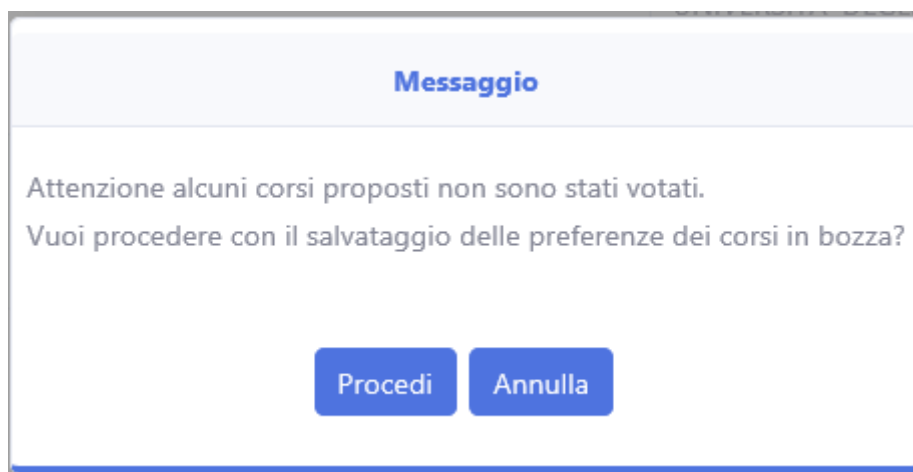 Messaggio
Attenzione alcuni corsi proposti non sono stati votati.
Vuoi procedere con il salvataggio delle preferenze dei corsi in bozza?
Procedi
Annulla